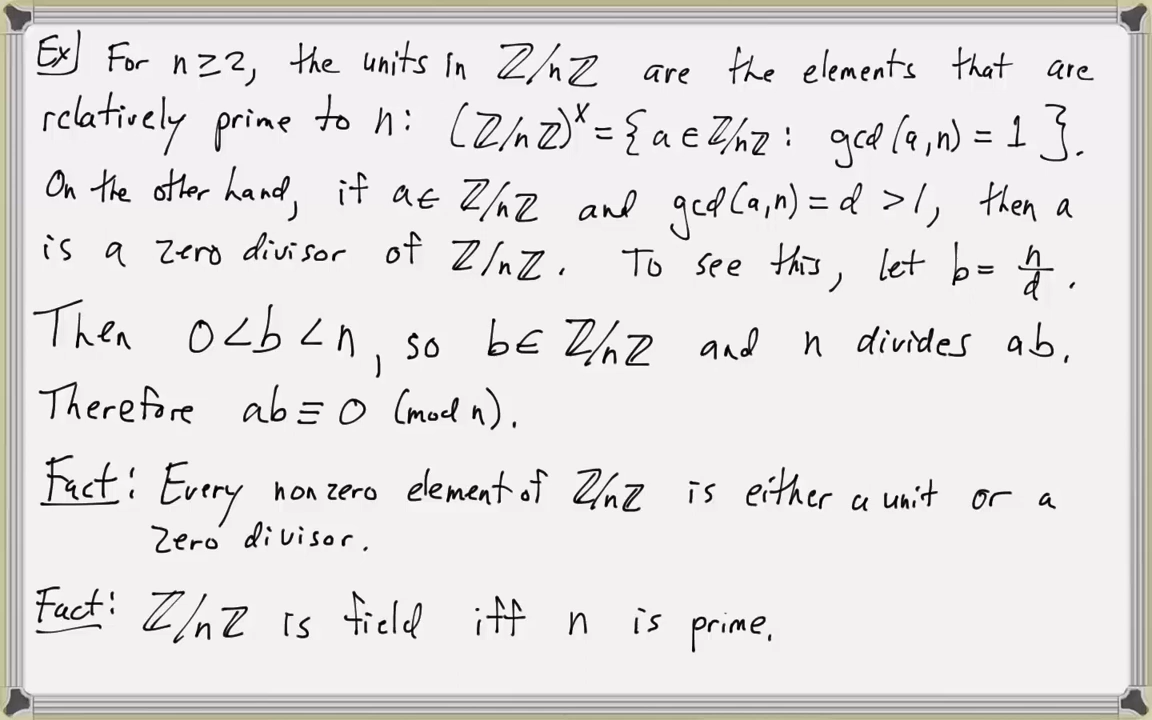 Ex) For n ≥ 2, the units in ℤ/nℤ are the elements that are
relatively prime to n: (ℤ/nℤ)^× = { a ∈ ℤ/nℤ : gcd(a,n) = 1 }.
On the other hand, if a ∈ ℤ/nℤ and gcd(a,n) = d > 1, then a
is a zero divisor of ℤ/nℤ. To see this, let b = n/d.
Then 0 < b < n, so b ∈ ℤ/nℤ and n divides ab.
Therefore ab ≡ 0 (mod n).
Fact: Every nonzero element of ℤ/nℤ is either a unit or a
zero divisor.
Fact: ℤ/nℤ is field iff n is prime.